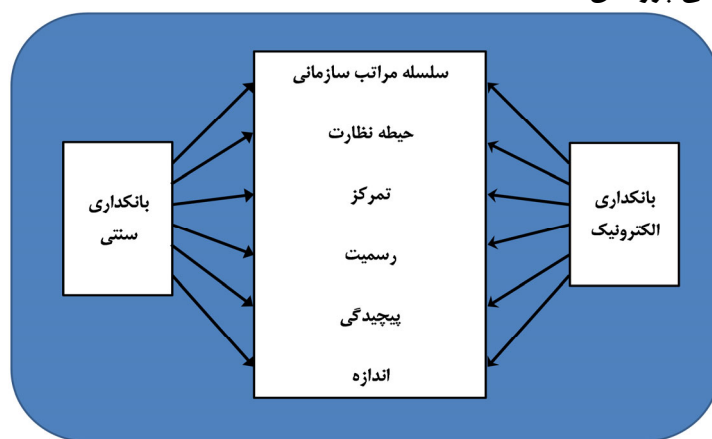 سلسله مراتب سازمانی
حیطه نظارت
تمرکز
رسمیت
پیچیدگی
اندازه
بانکداری
الکترونیک
بانکداری
سنتی